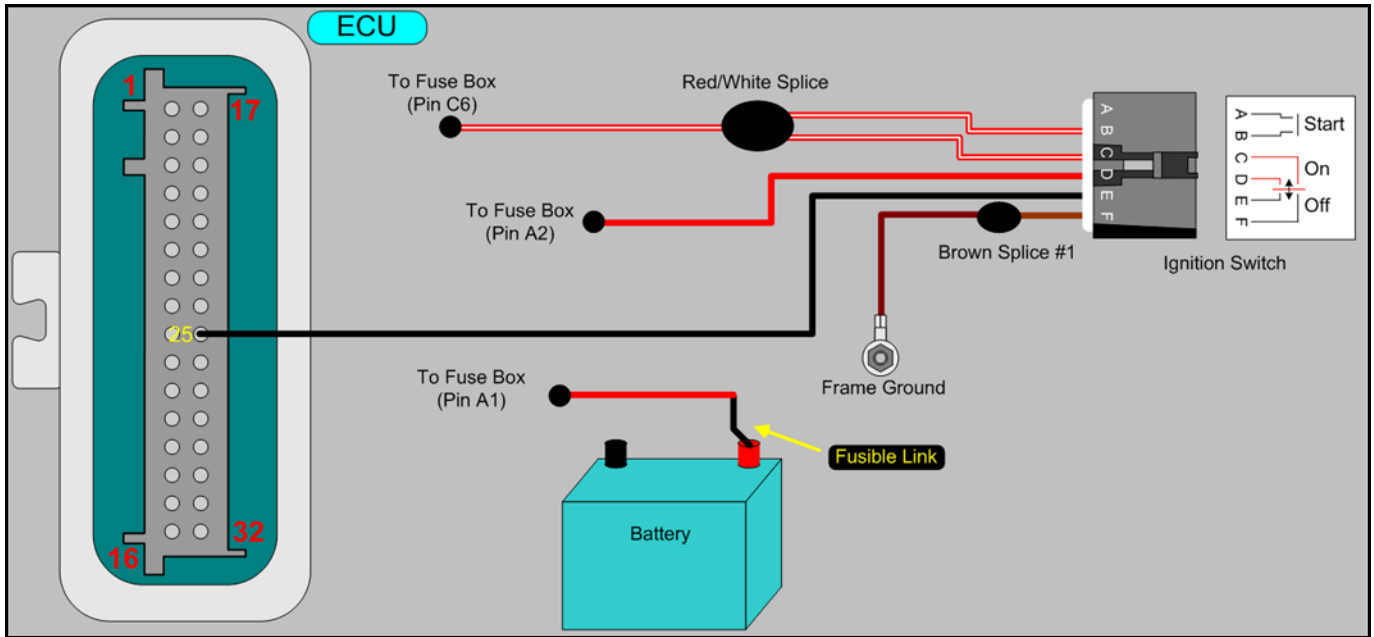 ECU
1
17
25
16
32
To Fuse Box
(Pin C6)
Red/White Splice
To Fuse Box
(Pin A2)
Brown Splice #1
Frame Ground
To Fuse Box
(Pin A1)
Fusible Link
Battery
A
B
C
D
E
F
Ignition Switch
A
B
C
D
E
F
Start
On
Off